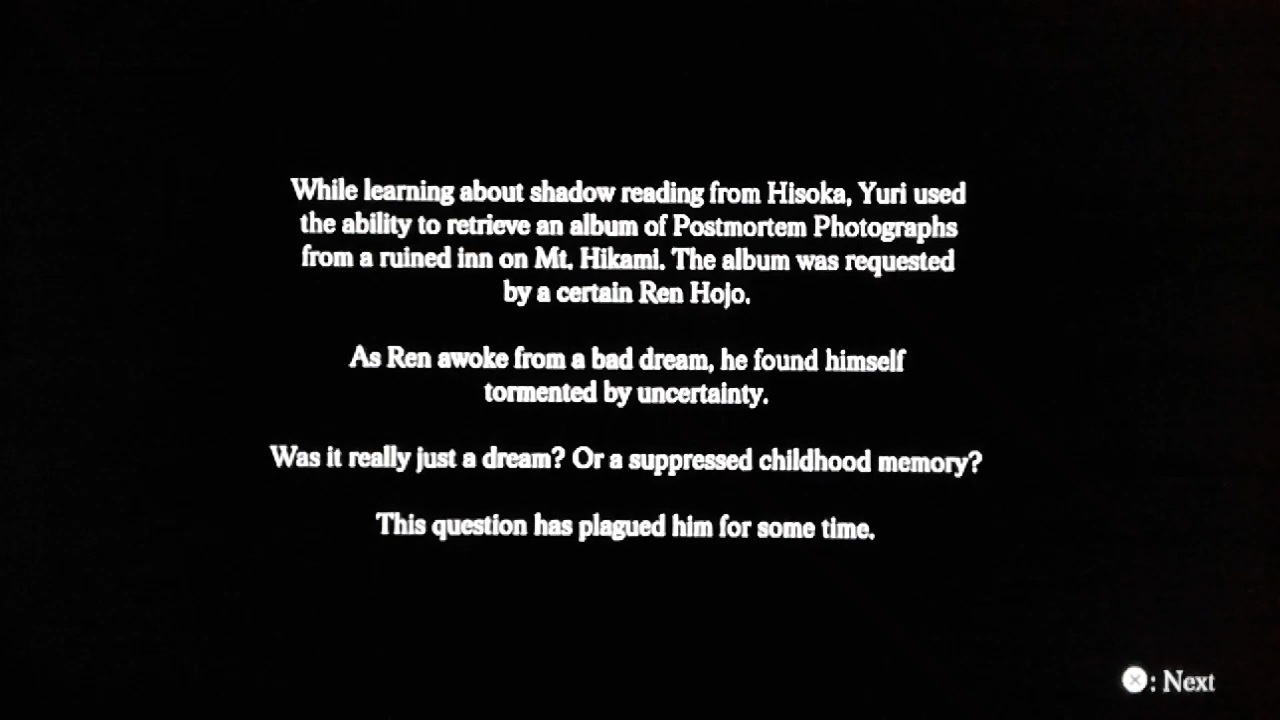 While learning about shadow reading from Hisoka, Yuri used
the ability to retrieve an album of Postmortem Photographs
from a ruined inn on Mt. Hikami. The album was requested
by a certain Ren Hojo.
As Ren awoke from a bad dream, he found himself
tormented by uncertainty.
Was it really just a dream? Or a suppressed childhood memory?
This question has plagued him for some time.
: Next